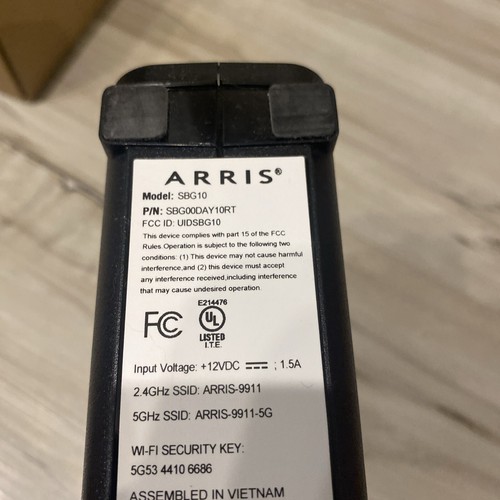 ARRIS®
Model: SBG10
P/N: SBG00DAY10RT
FCC ID: UIDSBG10
This device complies with part 15 of the FCC
Rules.Operation is subject to the following two
conditions: (1) This device may not cause harmful
interference,and (2) this device must accept
any interference received,including interference
that may cause undesired operation.
E214476
FC
UL
LISTED
I.T.E.
Input Voltage: +12VDC ; 1.5A
2.4GHz SSID: ARRIS-9911
5GHz SSID: ARRIS-9911-5G
WI-FI SECURITY KEY:
5G53 4410 6686
ASSEMBLED IN VIETNAM